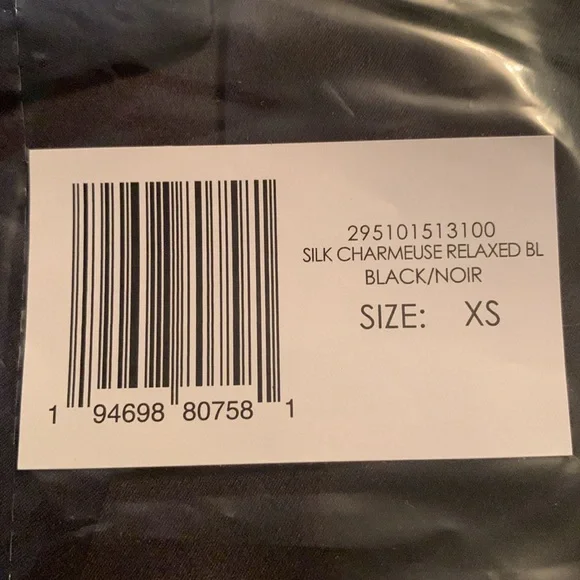 295101513100
SILK CHARMEUSE RELAXED BL
BLACK/NOIR
SIZE: XS
1 94698 80758 1